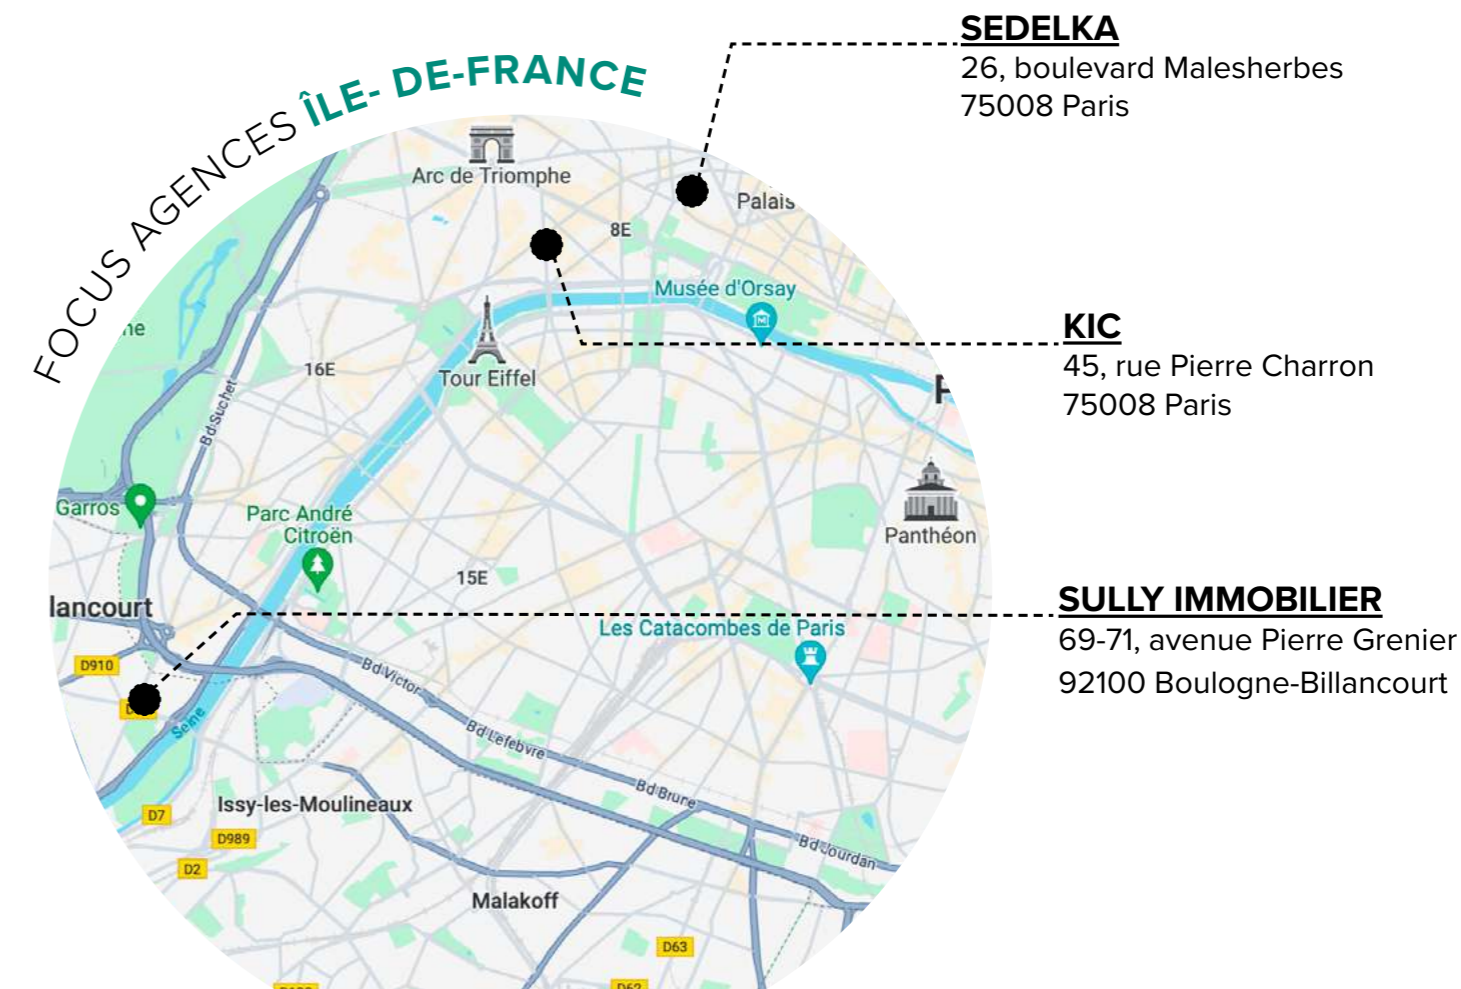 FOCUS AGENCES ÎLE- DE-FRANCE
SEDELKA
26, boulevard Malesherbes
75008 Paris
KIC
45, rue Pierre Charron
75008 Paris
SULLY IMMOBILIER
69-71, avenue Pierre Grenier
92100 Boulogne-Billancourt
Arc de Triomphe
Palais
8E
Musée d'Orsay
Tour Eiffel
16E
Bd Suchet
Garros
Parc André
Citroën
Panthéon
15E
lancourt
Les Catacombes de Paris
D910
Bd Victor
Seine
Bd Lefebvre
Issy-les-Moulineaux
Bd Brune
D7
D989
Bd Jourdan
D2
Malakoff
D63
D62